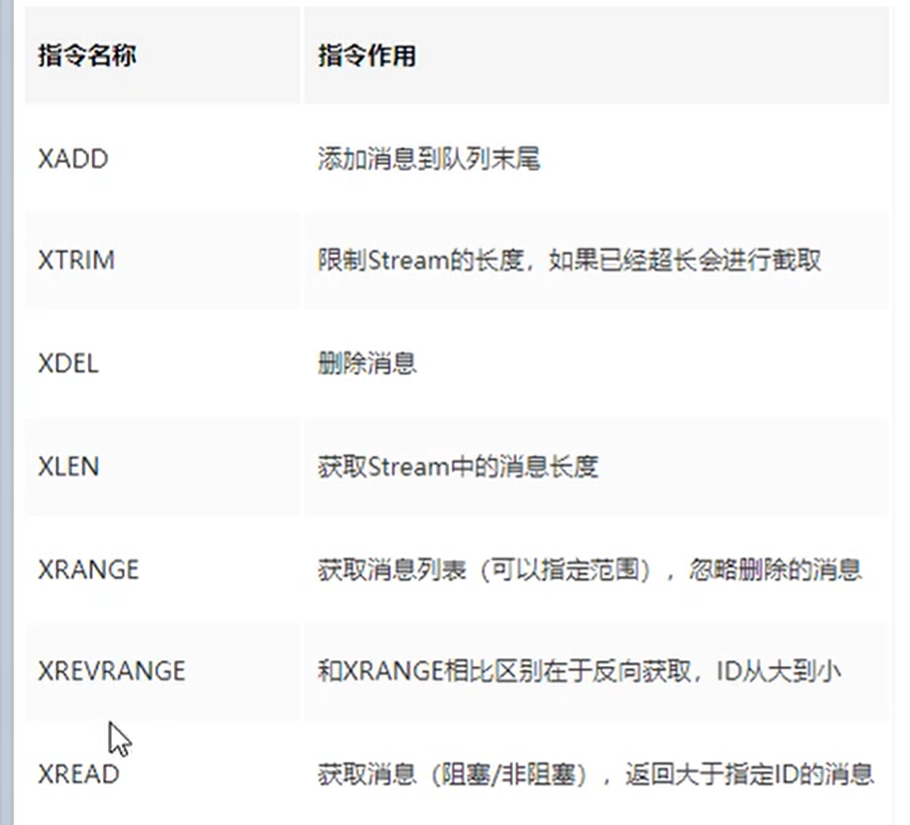 指令名称 指令作用
XADD 添加消息到队列末尾
XTRIM 限制Stream的长度，如果已经超长会进行截取
XDEL 删除消息
XLEN 获取Stream中的消息长度
XRANGE 获取消息列表（可以指定范围），忽略删除的消息
XREVRANGE 和XRANGE相比区别在于反向获取，ID从大到小
XREAD 获取消息（阻塞/非阻塞），返回大于指定ID的消息